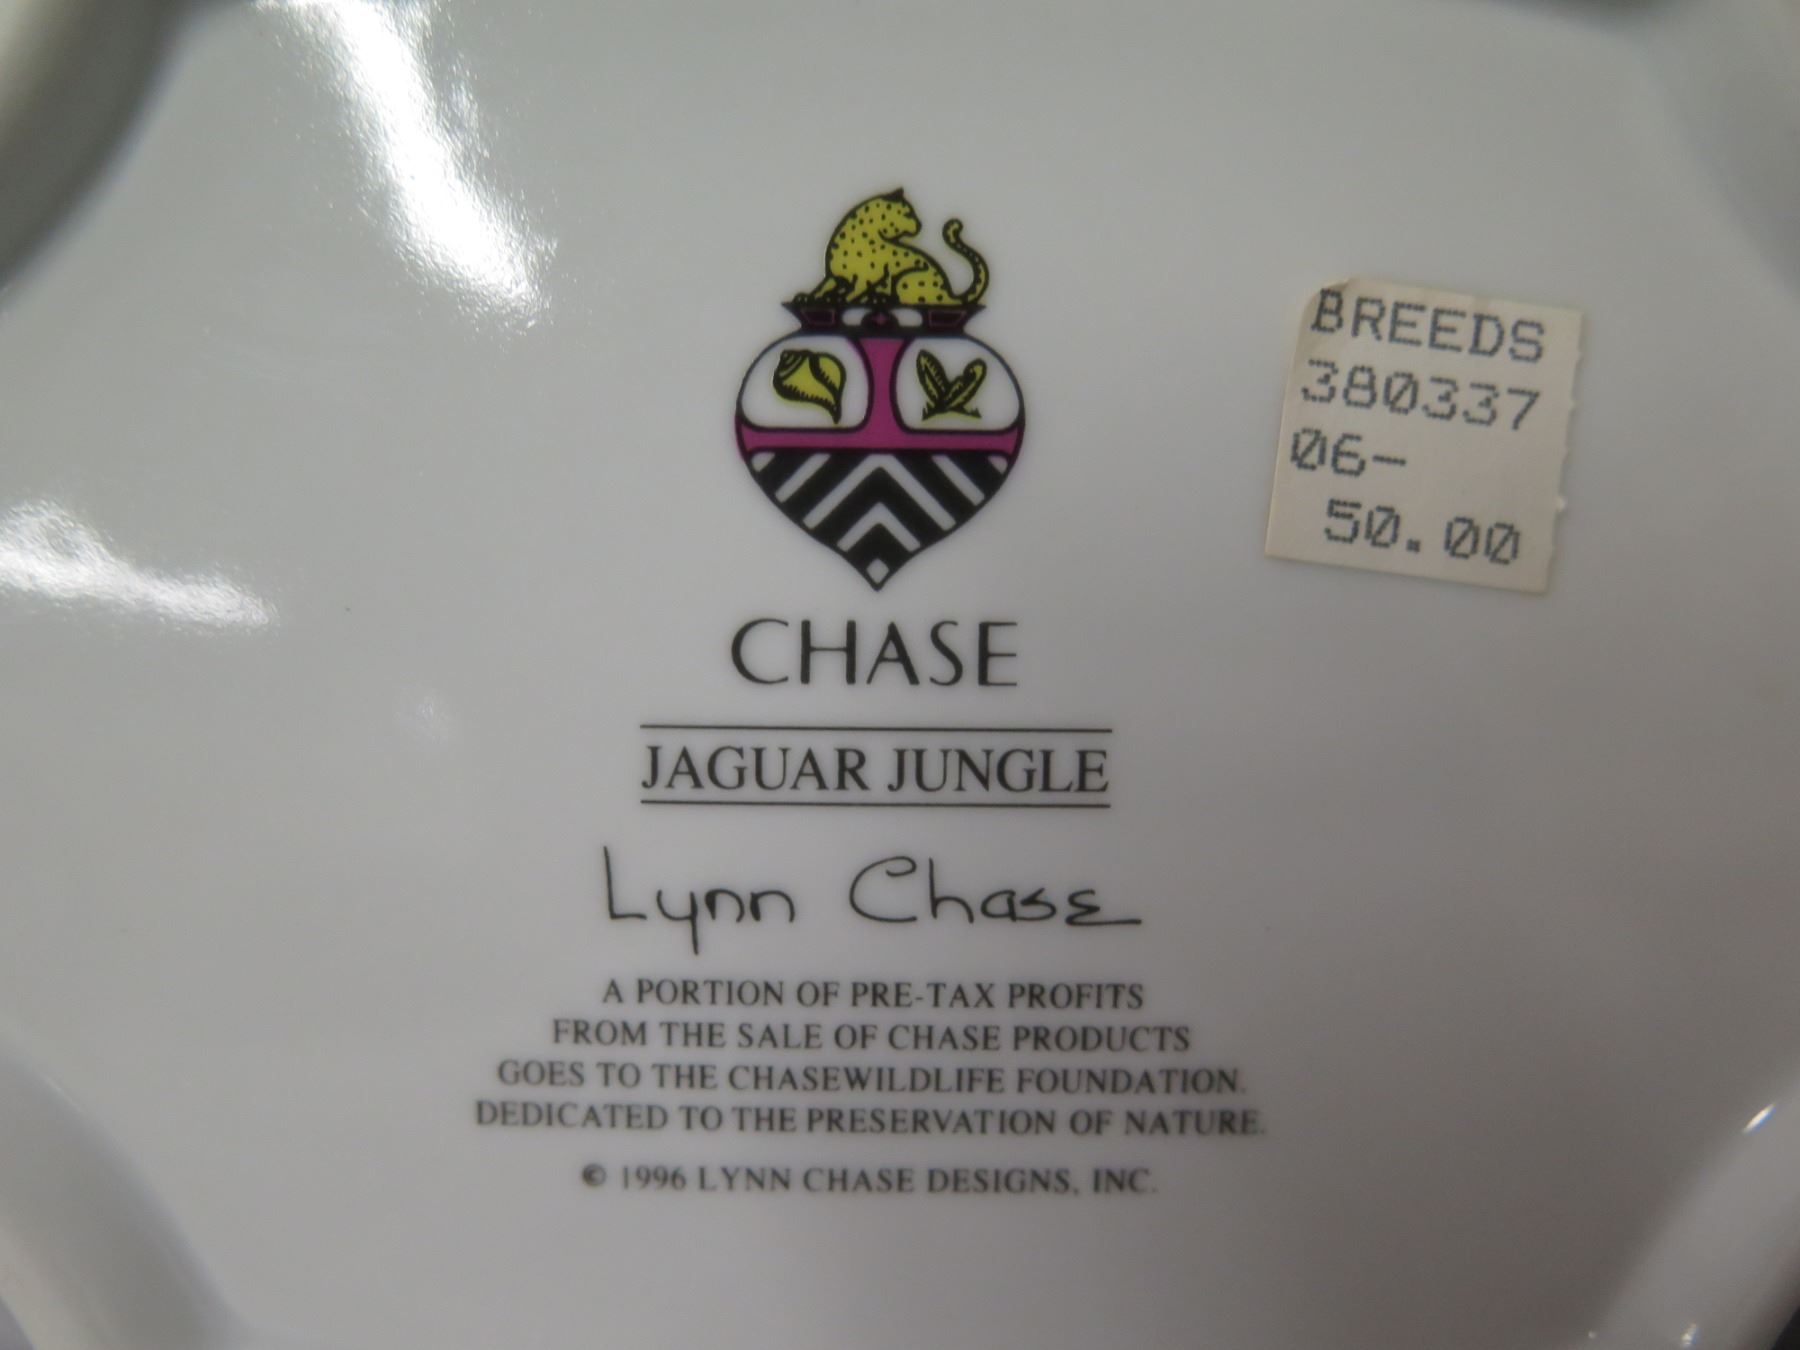 BREEDS
380337
06-
50.00
CHASE
JAGUAR JUNGLE
Lynn Chase
A PORTION OF PRE-TAX PROFITS
FROM THE SALE OF CHASE PRODUCTS
GOES TO THE CHASEWILDLIFE FOUNDATION.
DEDICATED TO THE PRESERVATION OF NATURE.
© 1996 LYNN CHASE DESIGNS, INC.